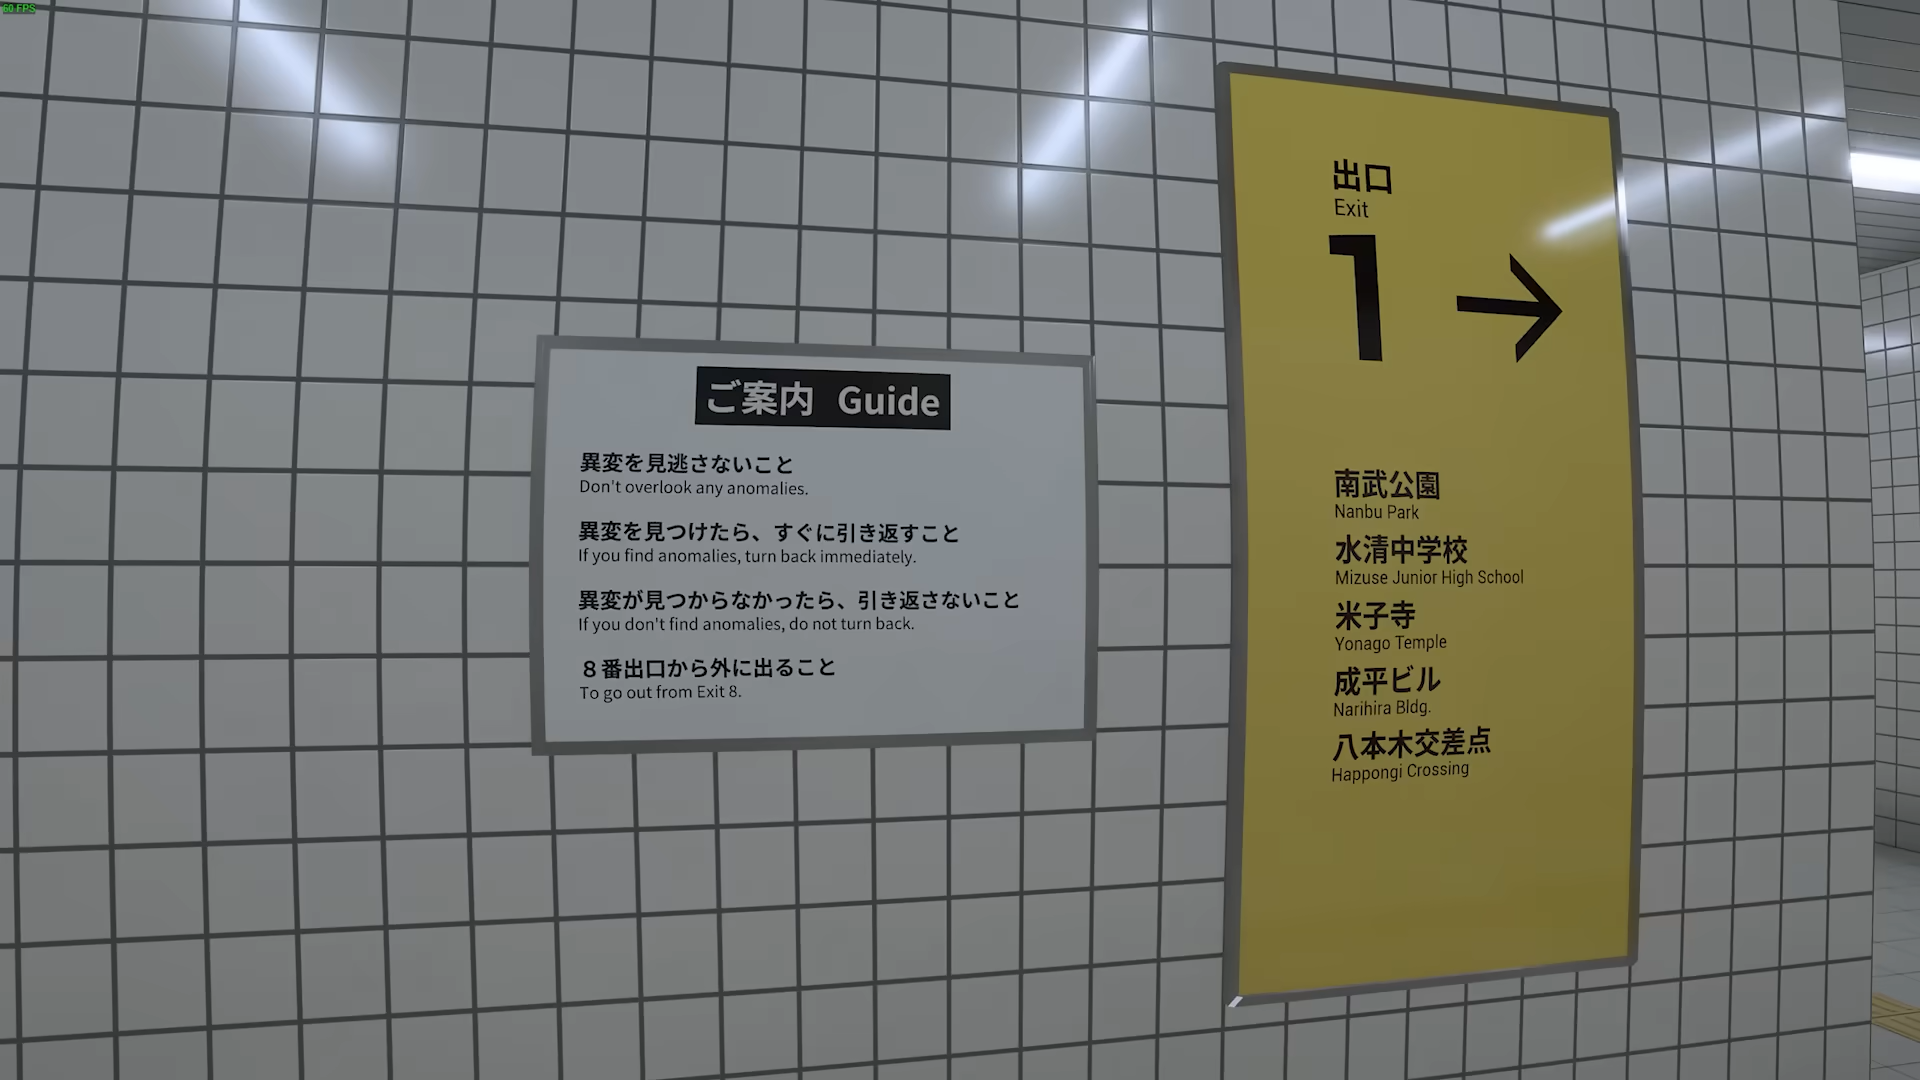 60 FPS
ご案内 Guide
異変を見逃さないこと
Don't overlook any anomalies.
異変を見つけたら、すぐに引き返すこと
If you find anomalies, turn back immediately.
異変が見つからなかったら、引き返さないこと
If you don't find anomalies, do not turn back.
８番出口から外に出ること
To go out from Exit 8.
出口
Exit
1 →
南武公園
Nanbu Park
水清中学校
Mizuse Junior High School
米子寺
Yonago Temple
成平ビル
Narihira Bldg.
八本木交差点
Happongi Crossing